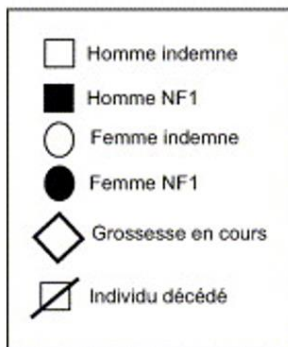 Homme indemne
Homme NF1
Femme indemne
Femme NF1
Grossesse en cours
Individu décédé